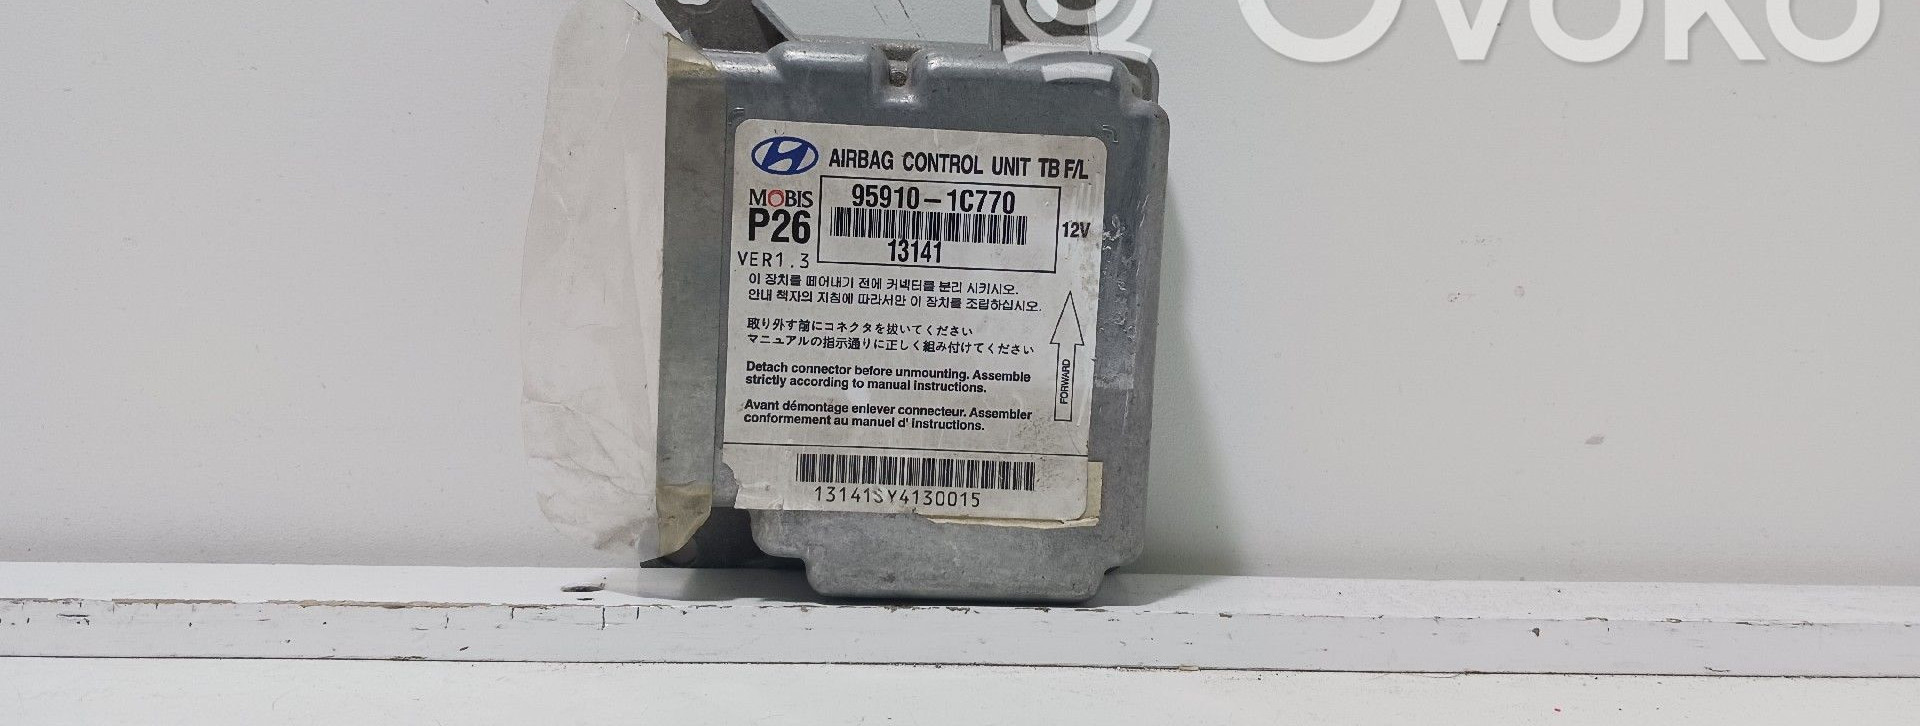 OVOKO
AIRBAG CONTROL UNIT TB F/L
MOBIS
95910-1C770
P26
12V
13141
VER1.3
이 장치를 떼어내기 전에 커넥터를 분리 시키시오.
안내 책자의 지침에 따라서만 이 장치를 조립하십시오.
取り外す前にコネクタを抜いてください
マニュアルの指示通りに正しく組み付けてください
FORWARD
Detach connector before unmounting. Assemble
strictly according to manual instructions.
Avant démontage enlever connecteur. Assembler
conformement au manuel d' instructions.
13141SY4130015